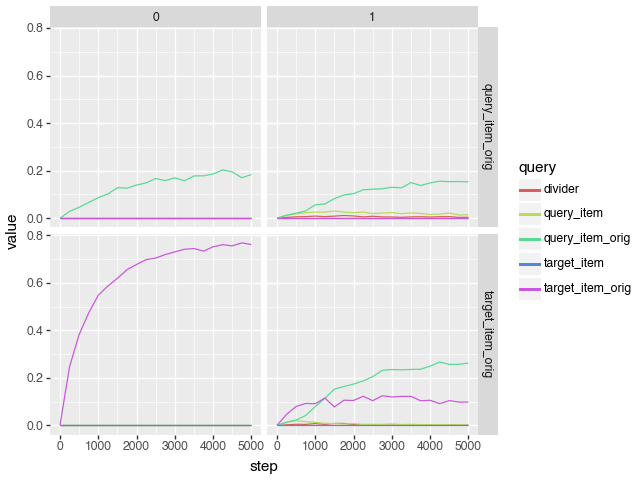 0
1
0.8
0.6
0.4
0.2
0.0
query_item_orig
0.8
0.6
0.4
0.2
0.0
target_item_orig
0 1000 2000 3000 4000 5000
0 1000 2000 3000 4000 5000
value
step
query
divider
query_item
query_item_orig
target_item
target_item_orig